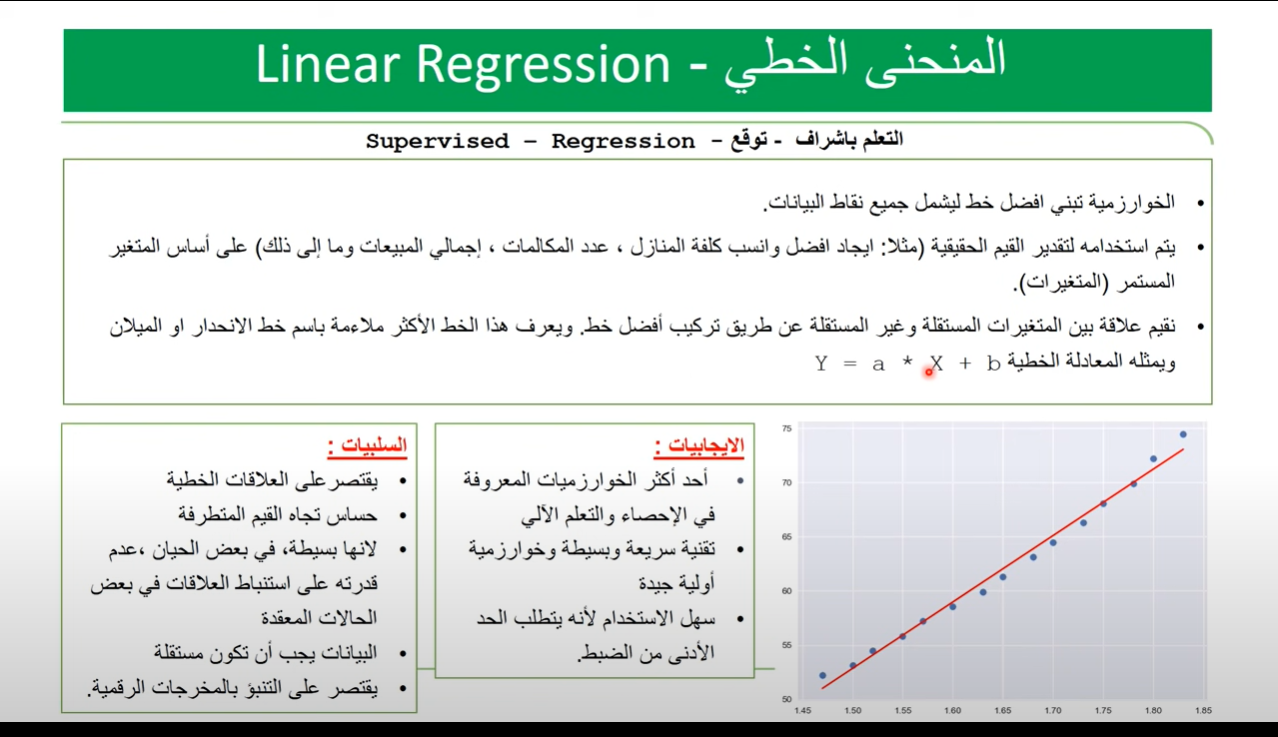 المنحنى الخطي - Linear Regression
التعلم باشراف - توقع - Supervised – Regression
• الخوارزمية تبني افضل خط ليشمل جميع نقاط البيانات.
• يتم استخدامه لتقدير القيم الحقيقية (مثلا: ايجاد افضل وانسب كلفة المنازل ، عدد المكالمات ، إجمالي المبيعات وما إلى ذلك) على أساس المتغير
المستمر (المتغيرات).
• نقيم علاقة بين المتغيرات المستقلة وغير المستقلة عن طريق تركيب أفضل خط. ويعرف هذا الخط الأكثر ملاءمة باسم خط الانحدار او الميلان
ويمثله المعادلة الخطية Y = a * X + b
الايجابيات :
• أحد أكثر الخوارزميات المعروفة
في الإحصاء والتعلم الآلي
• تقنية سريعة وبسيطة وخوارزمية
أولية جيدة
• سهل الاستخدام لأنه يتطلب الحد
الأدنى من الضبط.
السلبيات :
• يقتصر على العلاقات الخطية
• حساس تجاه القيم المتطرفة
• لانها بسيطة، في بعض الحيان ،عدم
قدرته على استنباط العلاقات في بعض
الحالات المعقدة
• البيانات يجب أن تكون مستقلة
• يقتصر على التنبؤ بالمخرجات الرقمية.
75
70
65
60
55
50
1.45 1.50 1.55 1.60 1.65 1.70 1.75 1.80 1.85